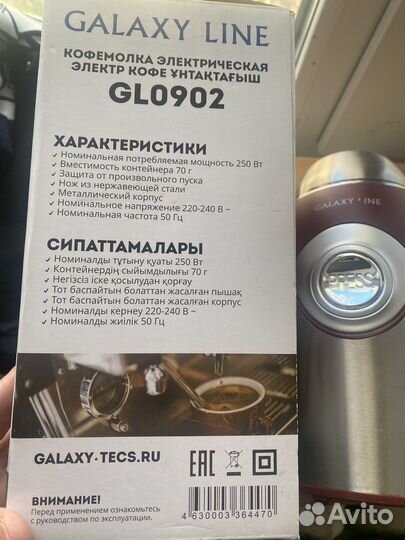 GALAXY LINE
КОФЕМОЛКА ЭЛЕКТРИЧЕСКАЯ
ЭЛЕКТР КОФЕ ҰНТАҚТАҒЫШ
GL0902
ХАРАКТЕРИСТИКИ
✓ Номинальная потребляемая мощность 250 Вт
✓ Вместимость контейнера 70 г
✓ Защита от произвольного пуска
✓ Нож из нержавеющей стали
✓ Металлический корпус
✓ Номинальное напряжение 220-240 В ~
✓ Номинальная частота 50 Гц
СИПАТТАМАЛАРЫ
✓ Номиналды тұтыну қуаты 250 Вт
✓ Контейнердің сыйымдылығы 70 г
✓ Негізсіз іске қосылудан қорғау
✓ Тот баспайтын болаттан жасалған пышақ
✓ Тот баспайтын болаттан жасалған корпус
✓ Номиналды кернеу 220-240 В ~
✓ Номиналды жиілік 50 Гц
GALAXY LINE
PRESS
GALAXY-TECS.RU
EAC
ВНИМАНИЕ!
Перед применением ознакомьтесь
с руководством по эксплуатации.
4 630003 364470
Avito